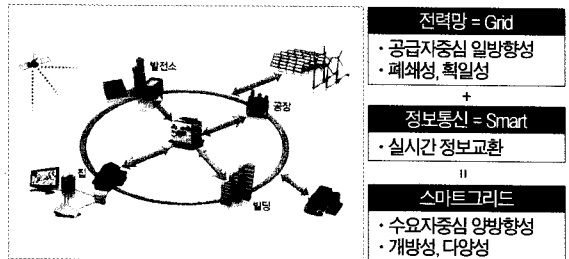 발전소
공장
집
빌딩
전력망 = Grid
· 공급자중심 일방향성
· 폐쇄성, 획일성
+
정보통신 = Smart
· 실시간 정보교환
=
스마트그리드
· 수요자중심 양방향성
· 개방성, 다양성